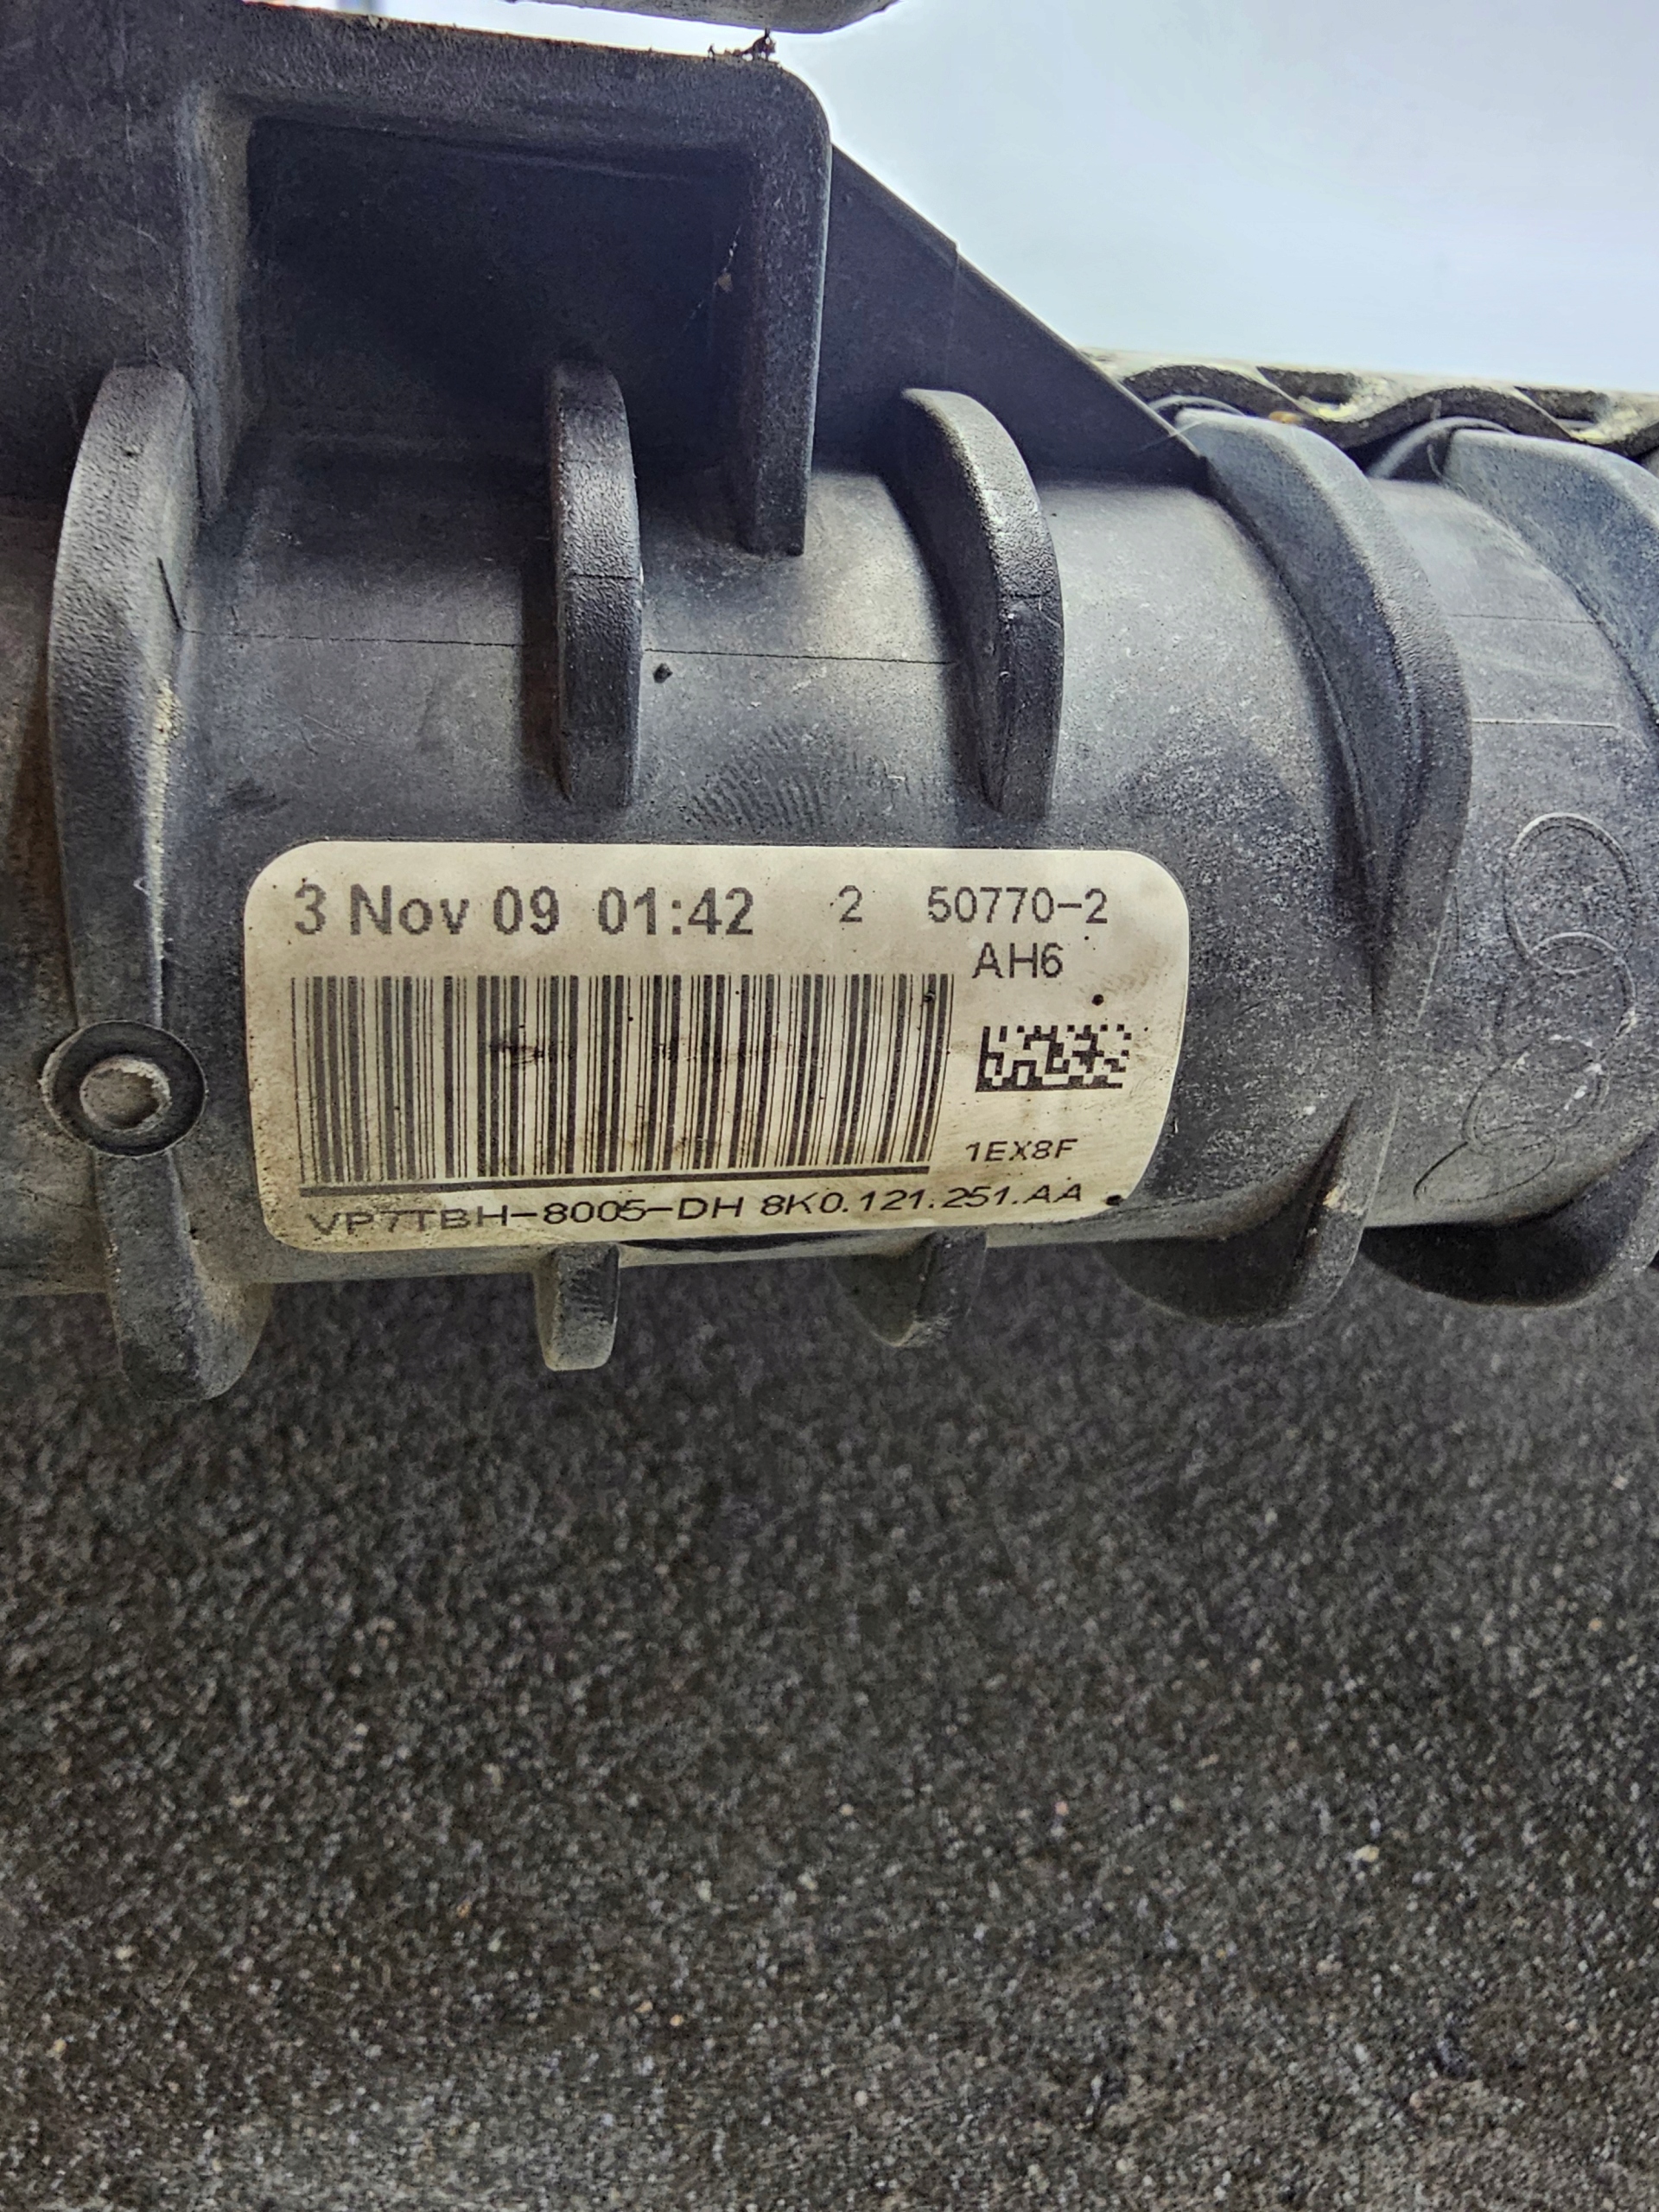 3 Nov 09 01:42 2 50770-2
AH6
1EX8F
VP7TBH-8005-DH 8K0.121.251.AA